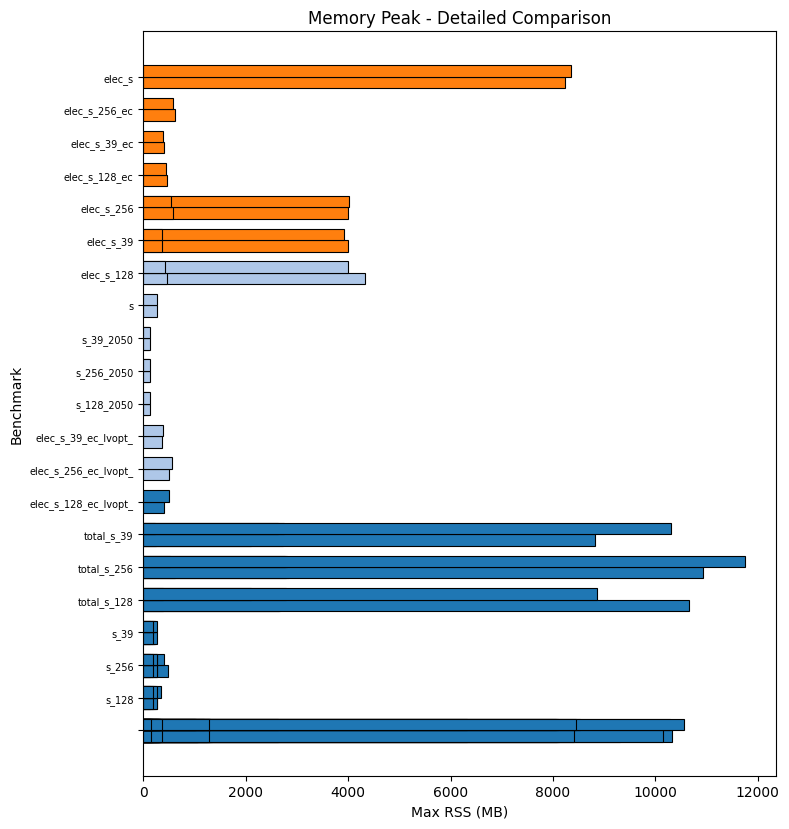 Memory Peak - Detailed Comparison
elec_s
elec_s_256_ec
elec_s_39_ec
elec_s_128_ec
elec_s_256
elec_s_39
elec_s_128
s
s_39_2050
s_256_2050
s_128_2050
elec_s_39_ec_lvopt_
elec_s_256_ec_lvopt_
elec_s_128_ec_lvopt_
total_s_39
total_s_256
total_s_128
s_39
s_256
s_128
Benchmark
0 2000 4000 6000 8000 10000 12000
Max RSS (MB)